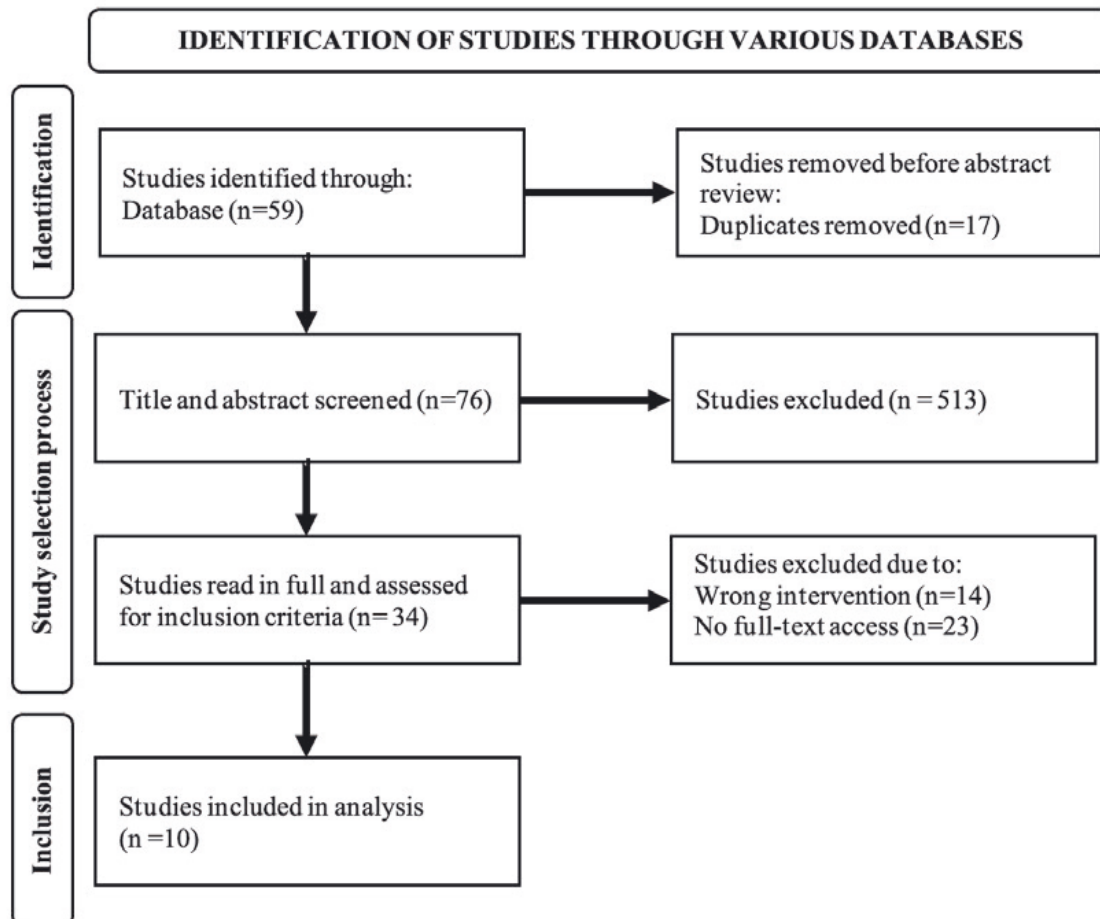 IDENTIFICATION OF STUDIES THROUGH VARIOUS DATABASES
Identification
Studies identified through:
Database (n=59)
Studies removed before abstract
review:
Duplicates removed (n=17)
Study selection process
Title and abstract screened (n=76)
Studies excluded (n = 513)
Studies read in full and assessed
for inclusion criteria (n= 34)
Studies excluded due to:
Wrong intervention (n=14)
No full-text access (n=23)
Inclusion
Studies included in analysis
(n =10)